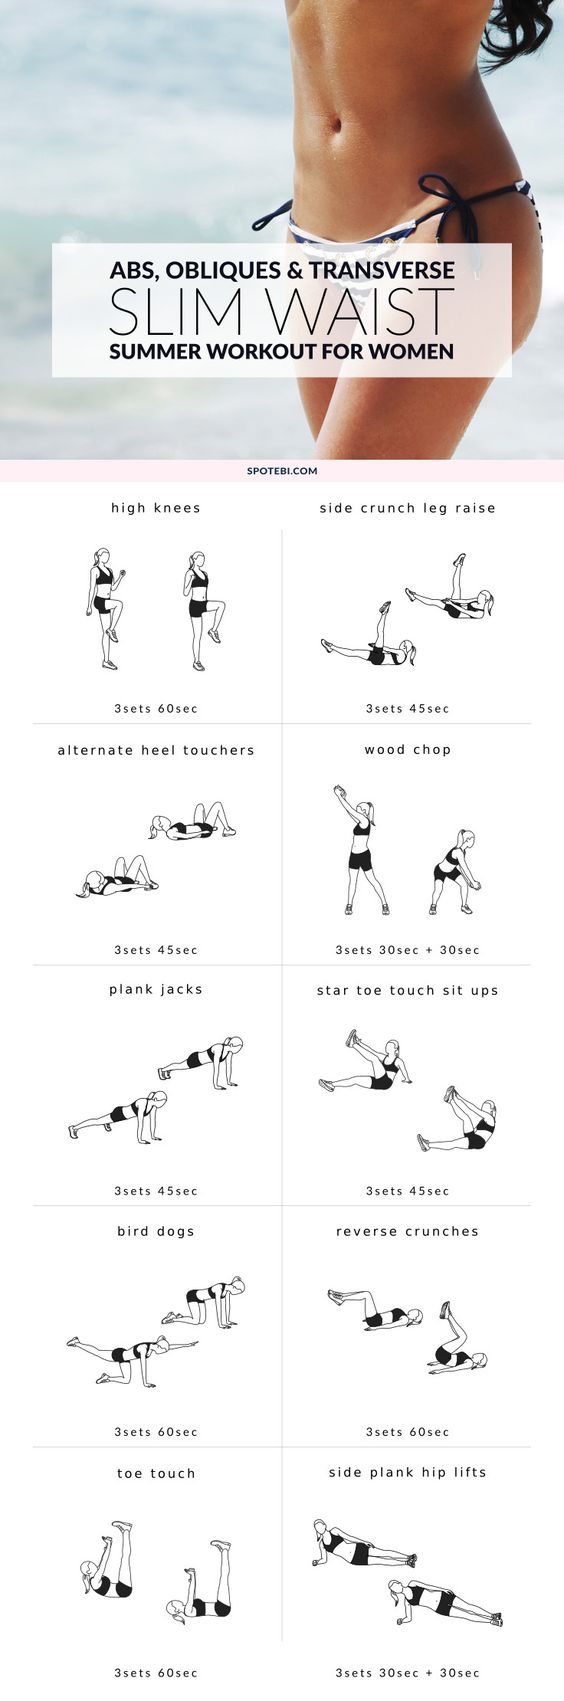 ABS, OBLIQUES & TRANSVERSE
SLIM WAIST
SUMMER WORKOUT FOR WOMEN
SPOTEBI.COM
high knees
3sets 60sec
side crunch leg raise
3sets 45sec
alternate heel touchers
3sets 45sec
wood chop
3sets 30sec + 30sec
plank jacks
3sets 45sec
star toe touch sit ups
3sets 45sec
bird dogs
3sets 60sec
reverse crunches
3sets 60sec
toe touch
3sets 60sec
side plank hip lifts
3sets 30sec + 30sec